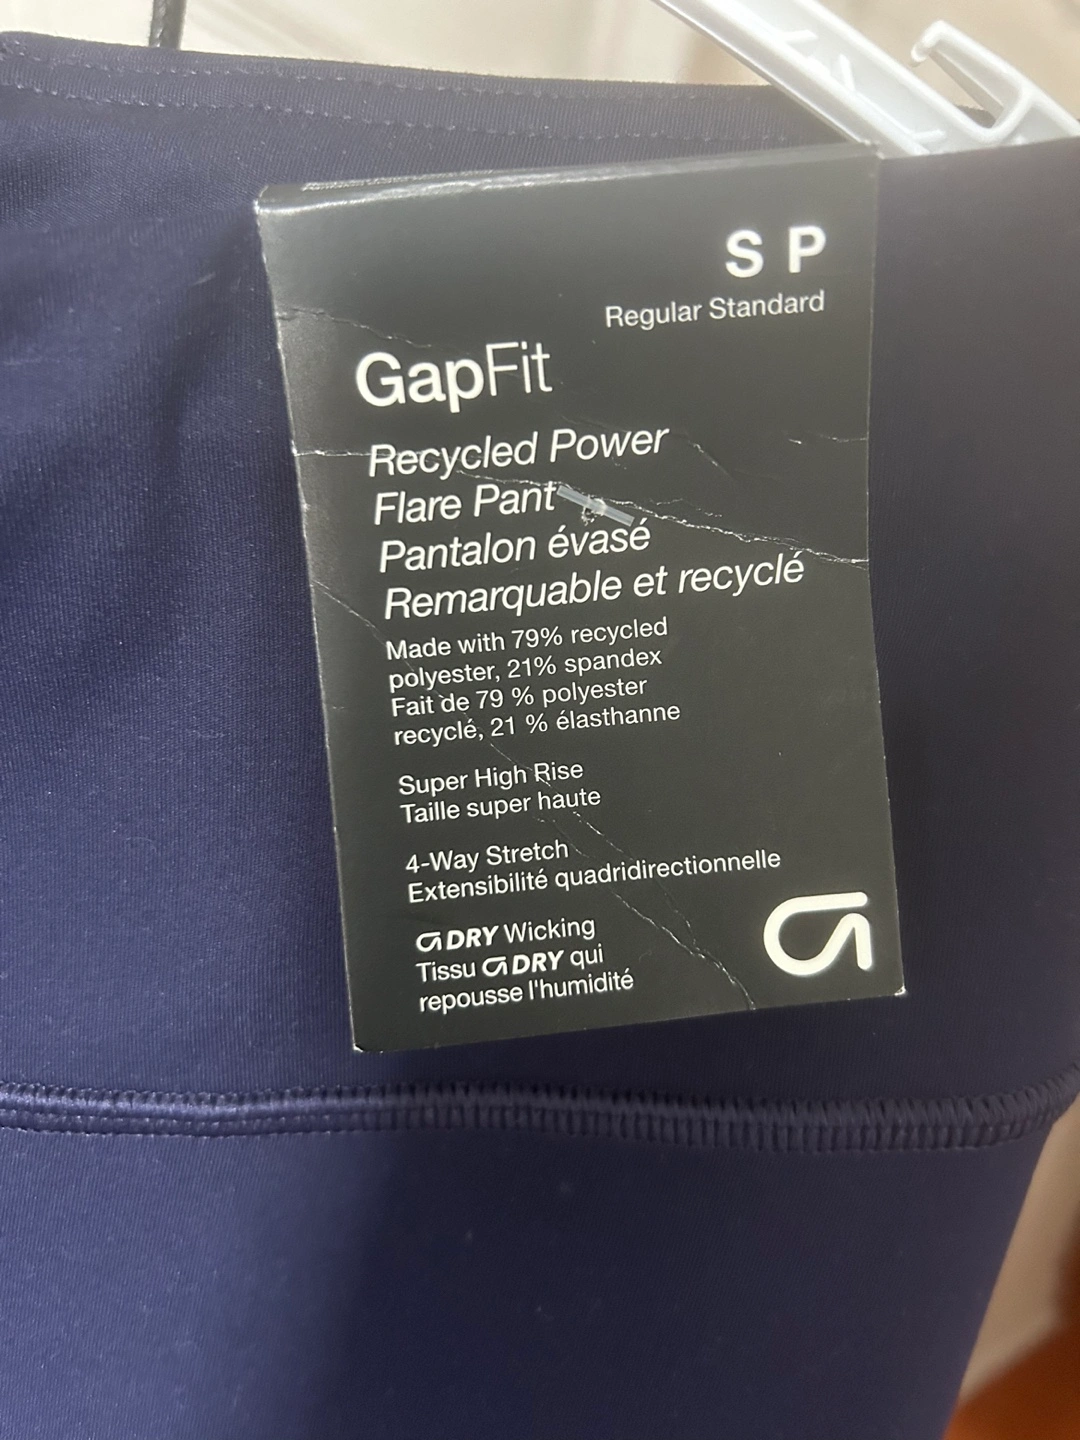 S P
Regular Standard
GapFit
Recycled Power
Flare Pant
Pantalon évasé
Remarquable et recyclé
Made with 79% recycled
polyester, 21% spandex
Fait de 79 % polyester
recyclé, 21 % élasthanne
Super High Rise
Taille super haute
4-Way Stretch
Extensibilité quadridirectionnelle
DRY Wicking
Tissu DRY qui
repousse l'humidité